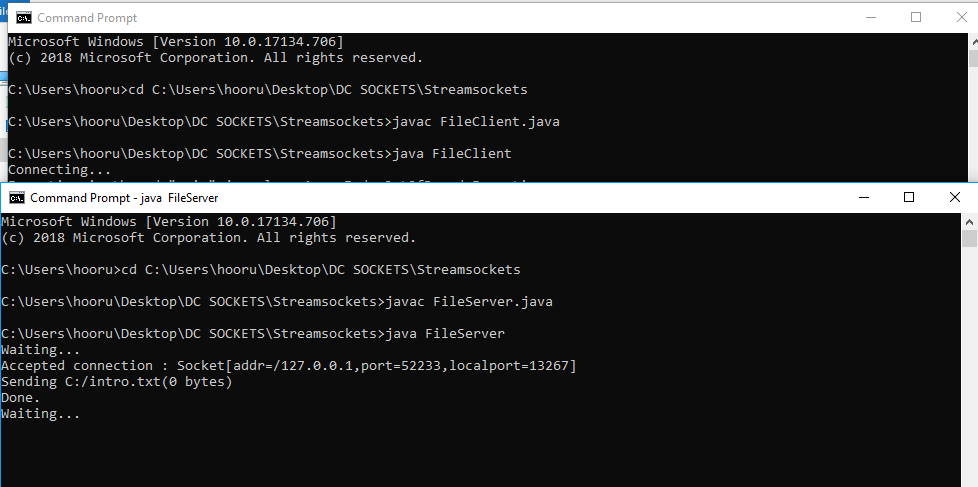 Command Prompt
Microsoft Windows [Version 10.0.17134.706]
(c) 2018 Microsoft Corporation. All rights reserved.
C:\Users\hooru>cd C:\Users\hooru\Desktop\DC SOCKETS\Streamsockets
C:\Users\hooru\Desktop\DC SOCKETS\Streamsockets>javac FileClient.java
C:\Users\hooru\Desktop\DC SOCKETS\Streamsockets>java FileClient
Connecting...
Command Prompt - java FileServer
Microsoft Windows [Version 10.0.17134.706]
(c) 2018 Microsoft Corporation. All rights reserved.
C:\Users\hooru>cd C:\Users\hooru\Desktop\DC SOCKETS\Streamsockets
C:\Users\hooru\Desktop\DC SOCKETS\Streamsockets>javac FileServer.java
C:\Users\hooru\Desktop\DC SOCKETS\Streamsockets>java FileServer
Waiting...
Accepted connection : Socket[addr=/127.0.0.1,port=52233,localport=13267]
Sending C:/intro.txt(0 bytes)
Done.
Waiting...